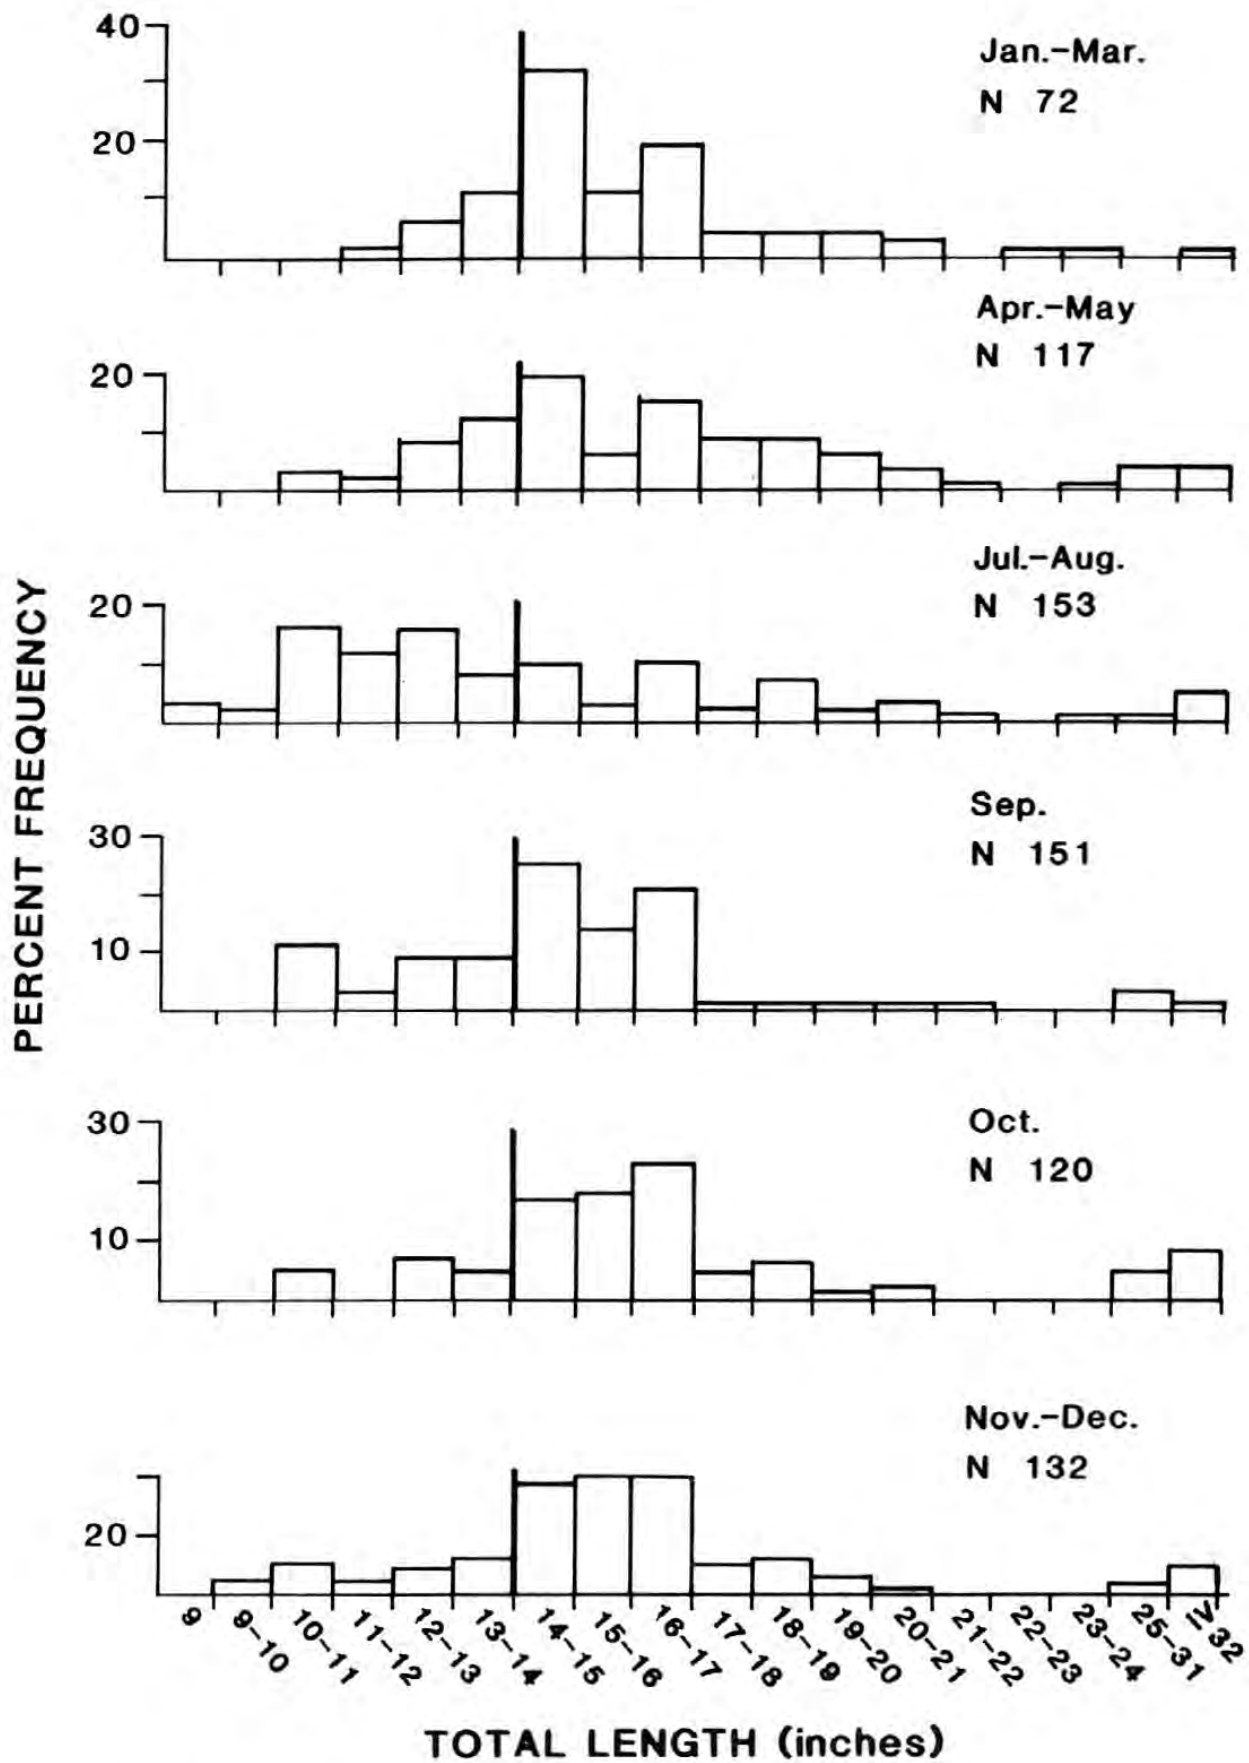 40
20
Jan.-Mar.
N 72
20
Apr.-May
N 117
20
Jul.-Aug.
N 153
30
10
Sep.
N 151
30
10
Oct.
N 120
20
Nov.-Dec.
N 132
PERCENT FREQUENCY
9 9-10 10-11 11-12 12-13 13-14 14-15 15-16 16-17 17-18 18-19 19-20 20-21 21-22 22-23 23-24 25-31 ≥32
TOTAL LENGTH (inches)